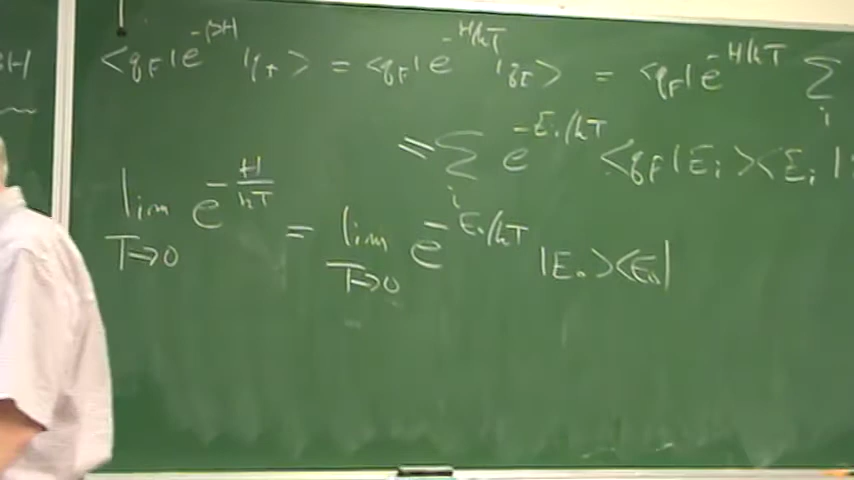 <q_F|e^{-βH}|q_I> = <q_F|e^{-H/kT}|q_I> = <q_F|e^{-H/kT} Σ_i
= Σ_i e^{-E_i/kT} <q_F|E_i><E_i|
lim_{T→0} e^{-H/kT} = lim_{T→0} e^{-E_0/kT} |E_0><E_0|